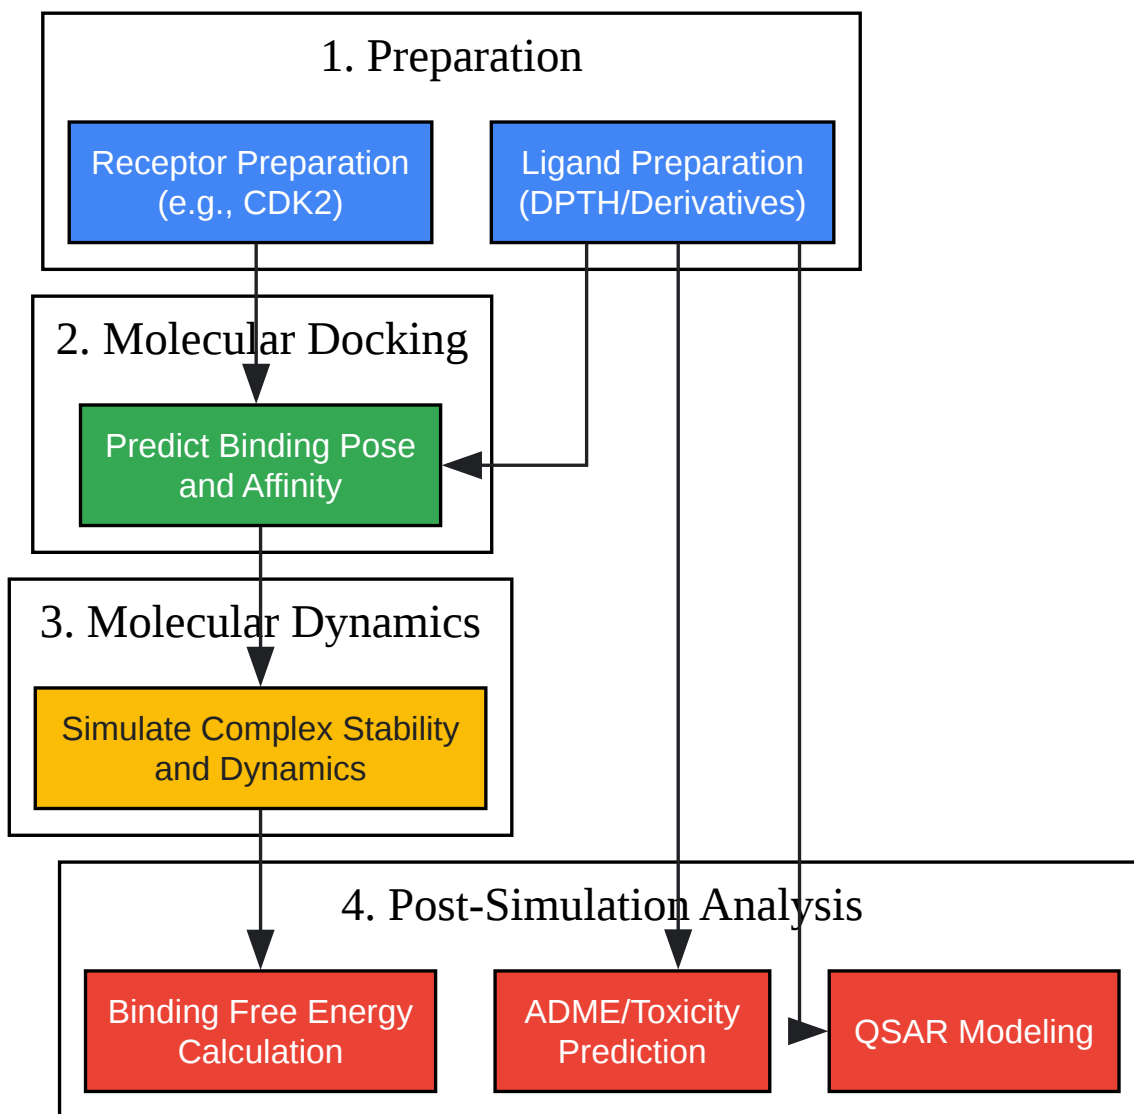 1. Preparation
Receptor Preparation
(e.g., CDK2)
Ligand Preparation
(DPTH/Derivatives)
2. Molecular Docking
Predict Binding Pose
and Affinity
3. Molecular Dynamics
Simulate Complex Stability
and Dynamics
4. Post-Simulation Analysis
Binding Free Energy
Calculation
ADME/Toxicity
Prediction
QSAR Modeling